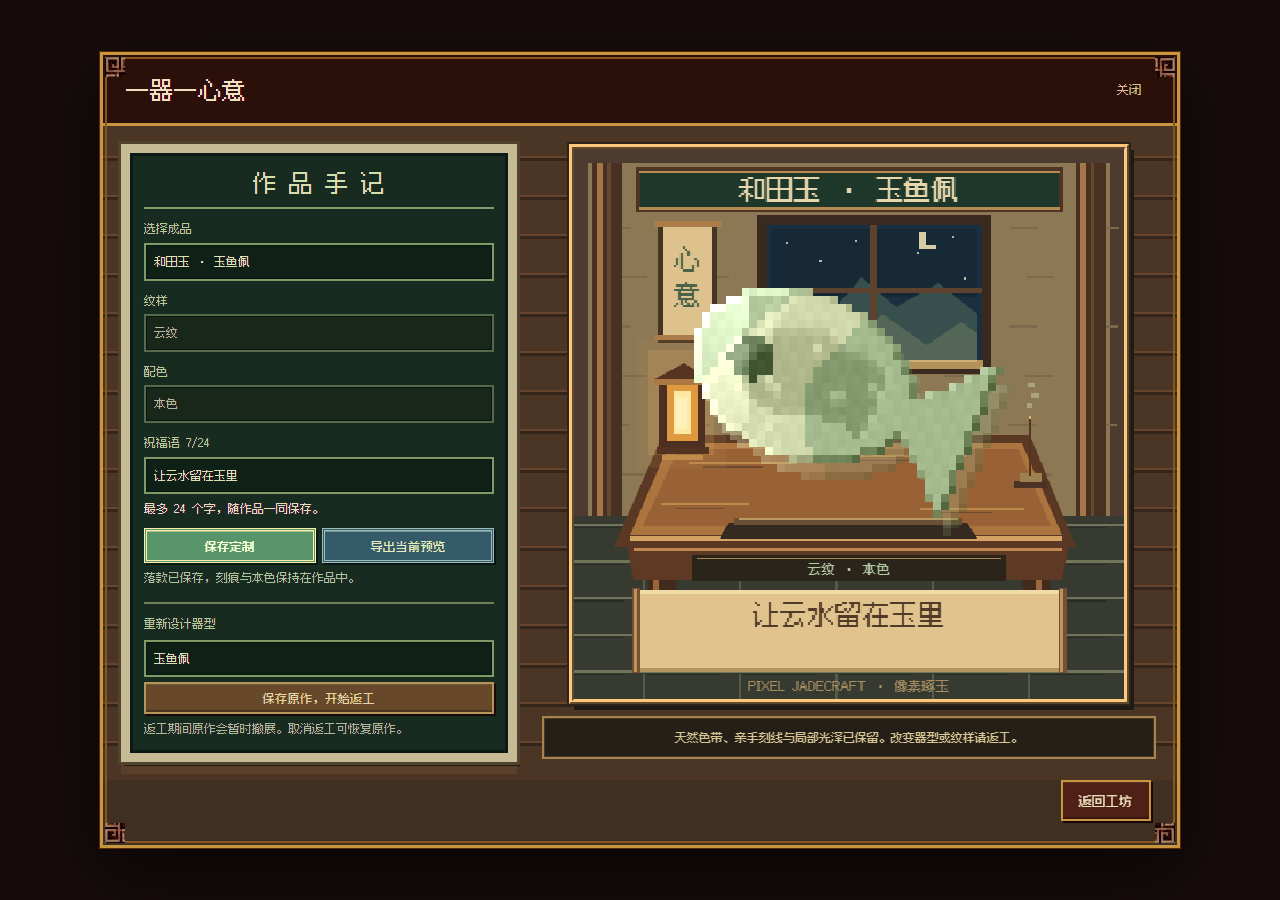 一器一心意
关闭
作品手记
选择成品
和田玉 · 玉鱼佩
纹样
云纹
配色
本色
祝福语 7/24
让云水留在玉里
最多 24 个字，随作品一同保存。
保存定制
导出当前预览
落款已保存，刻痕与本色保持在作品中。
重新设计器型
玉鱼佩
保存原作，开始返工
返工期间原作会暂时撤展。取消返工可恢复原作。
和田玉 · 玉鱼佩
心
意
云纹 · 本色
让云水留在玉里
PIXEL JADECRAFT · 像素琢玉
天然色带、亲手刻线与局部光泽已保留。改变器型或纹样请返工。
返回工坊